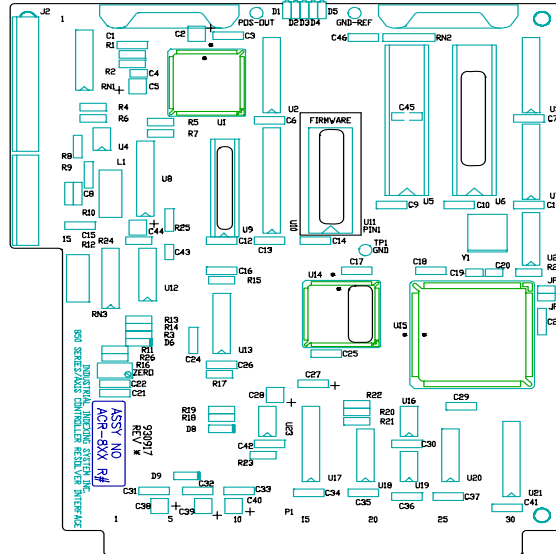 J2
1
C1
R1
R2
RN1
C4
C5
C2
C3
POS-OUT
D1
D2
D3
D4
D5
GND-REF
C46
RN2
R4
R6
R5
R7
U1
U2
C6
FIRMWARE
C45
R8
R9
U4
L1
C8
U8
R10
U9
U10
U11
PIN1
C9
U5
C10
U6
15
C15
R12
R24
C44
R25
C12
C13
C14
TP1
GND
Y1
C43
C16
R15
C17
C18
C19
C20
U12
U14
RN3
R13
R14
R3
D6
C24
U13
U15
R11
R26
R16
ZERO
C22
C21
C26
R17
C25
C27
C28
INDUSTRIAL INDEXING SYSTEM INC.
850 SERIES/AXIS CONTROLLER RESOLVER INTERFACE
ASSY NO
ACR-8XX R#
930917
REV *
R19
R18
D8
R22
R20
R21
U16
C29
C42
U23
R23
C30
D9
U17
U18
U19
U20
U21
C31
C32
C33
C34
C35
C36
C37
C38
C39
C40
C41
1
5
10
P1
15
20
25
30